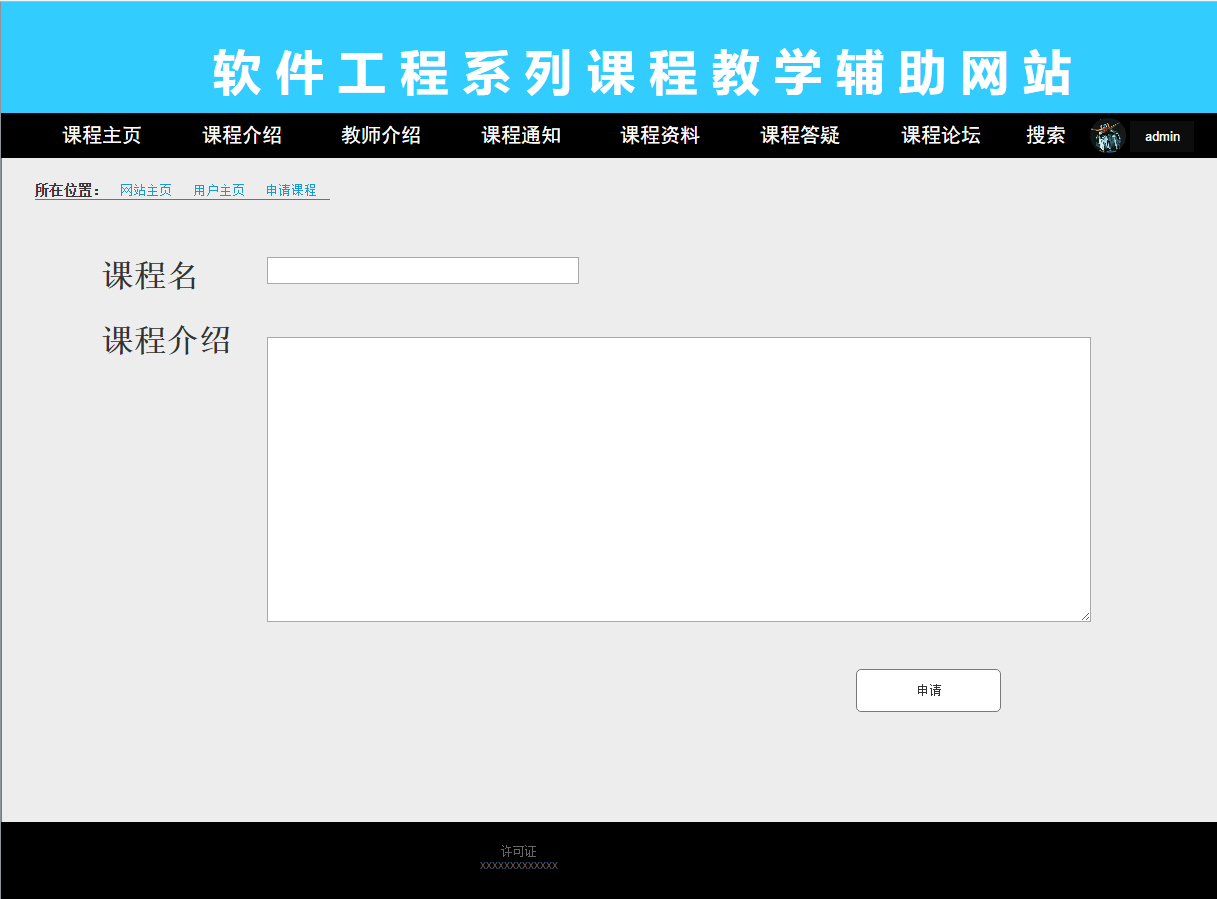 软件工程系列课程教学辅助网站
课程主页 课程介绍 教师介绍 课程通知 课程资料 课程答疑 课程论坛 搜索 admin
所在位置： 网站主页 用户主页 申请课程
课程名
课程介绍
申请
许可证
xxxxxxxxxxxxx